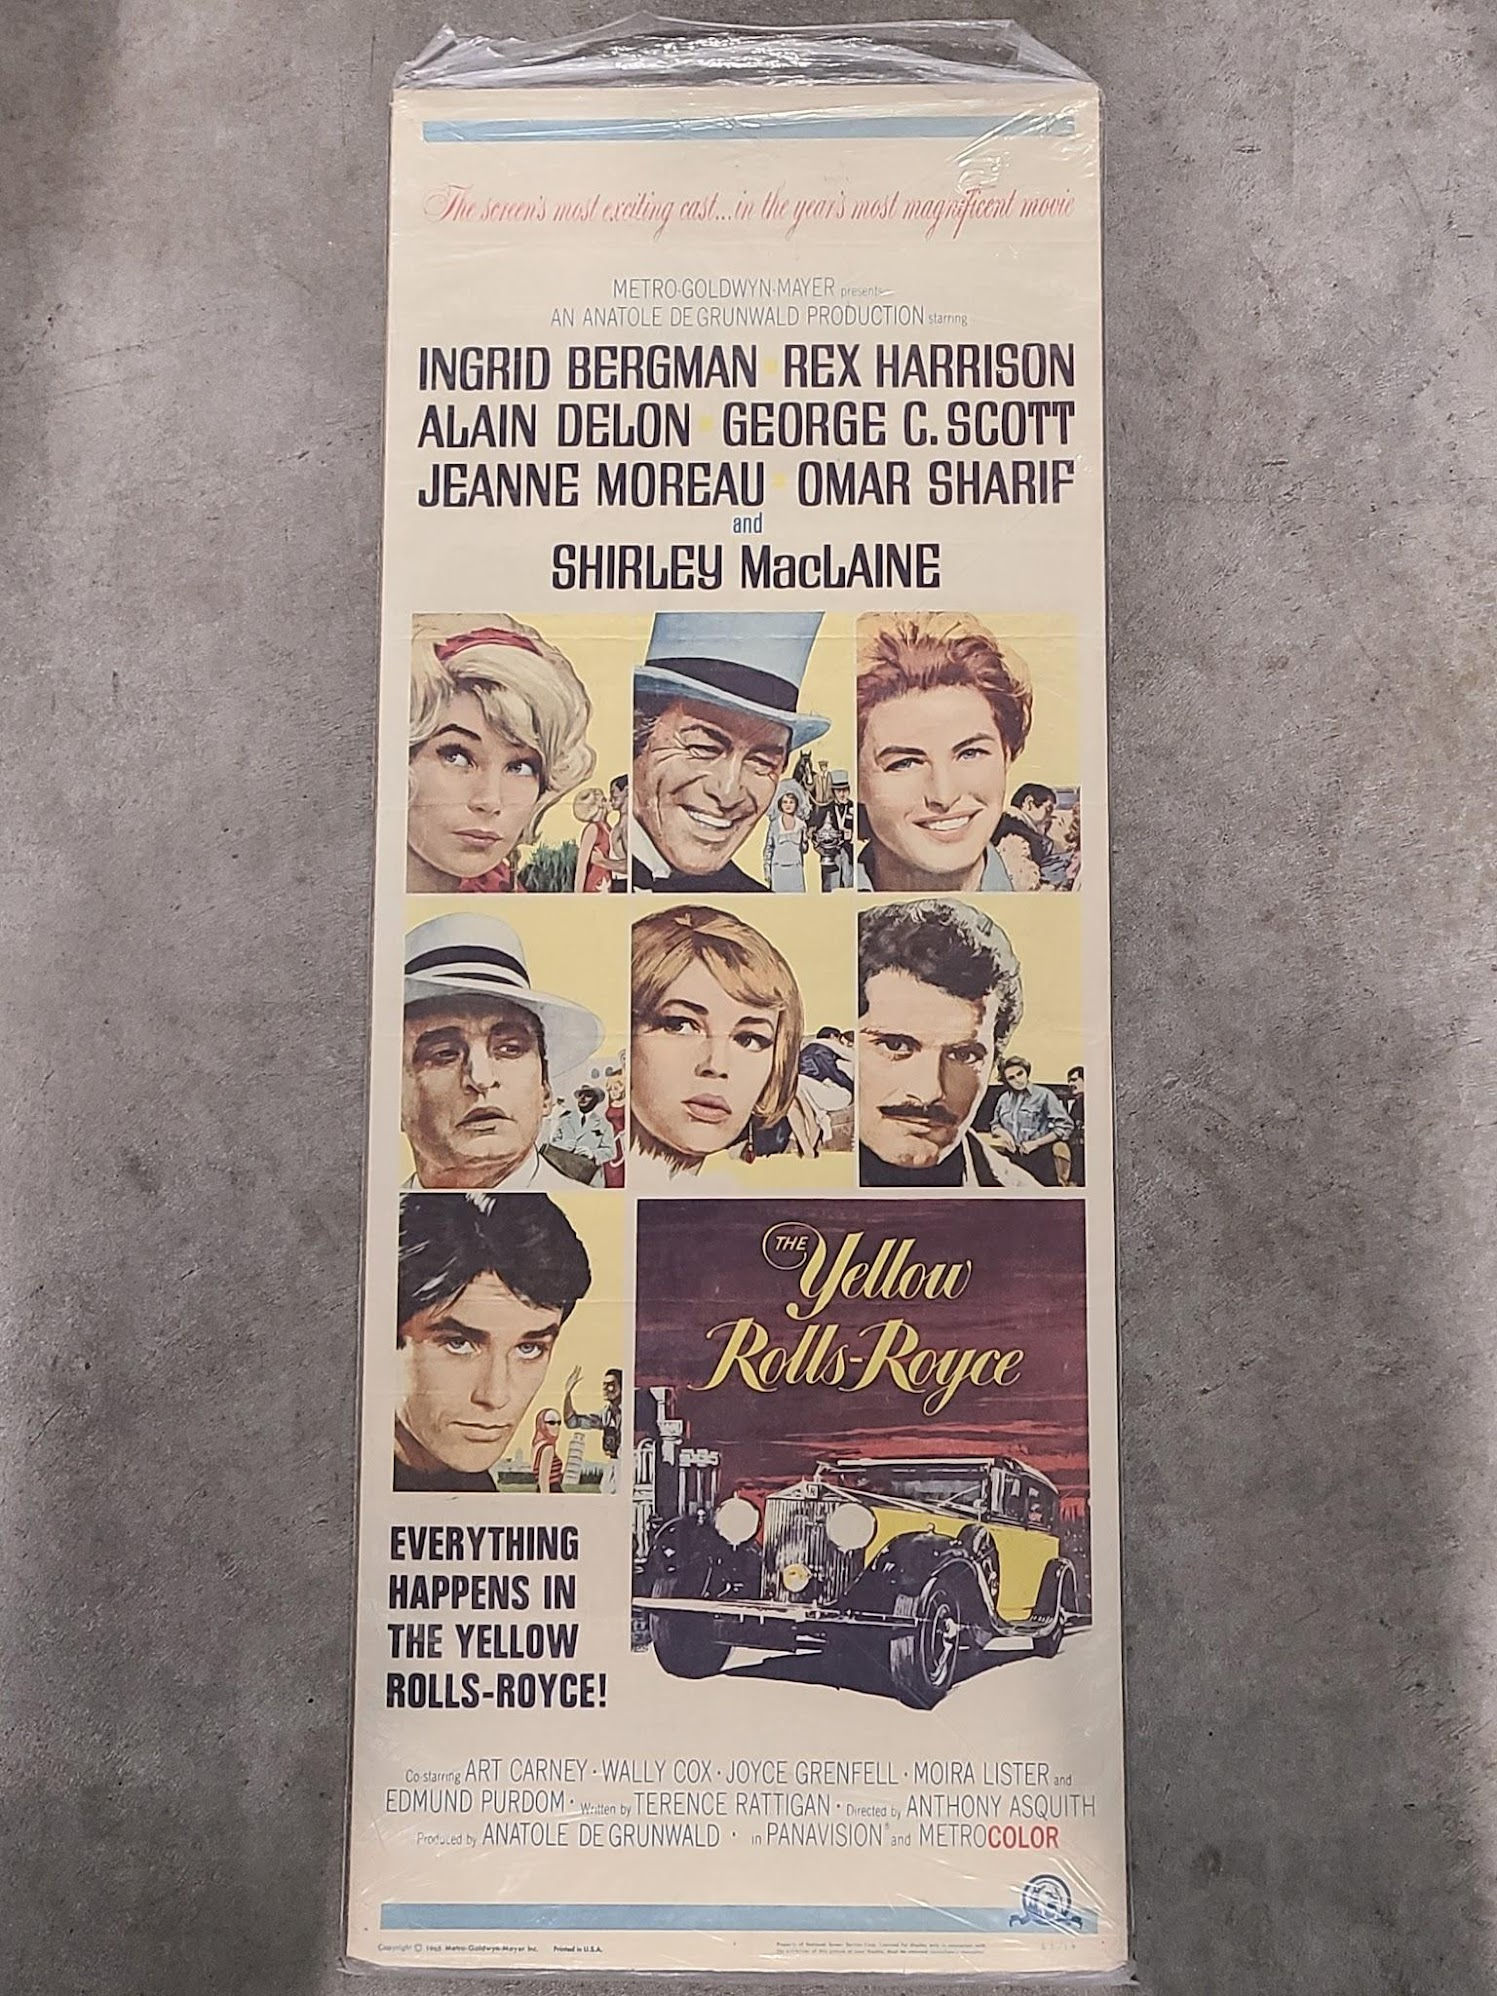 The screen's most exciting cast...in the year's most magnificent movie
METRO-GOLDWYN-MAYER presents
AN ANATOLE DE GRUNWALD PRODUCTION starring
INGRID BERGMAN · REX HARRISON
ALAIN DELON · GEORGE C. SCOTT
JEANNE MOREAU · OMAR SHARIF
and
SHIRLEY MacLAINE
THE Yellow
Rolls-Royce
EVERYTHING
HAPPENS IN
THE YELLOW
ROLLS-ROYCE!
Co-starring ART CARNEY · WALLY COX · JOYCE GRENFELL · MOIRA LISTER and
EDMUND PURDOM · Written by TERENCE RATTIGAN · Directed by ANTHONY ASQUITH
Produced by ANATOLE DE GRUNWALD · in PANAVISION® and METROCOLOR
Copyright © 1965 Metro-Goldwyn-Mayer Inc. Printed in U.S.A.